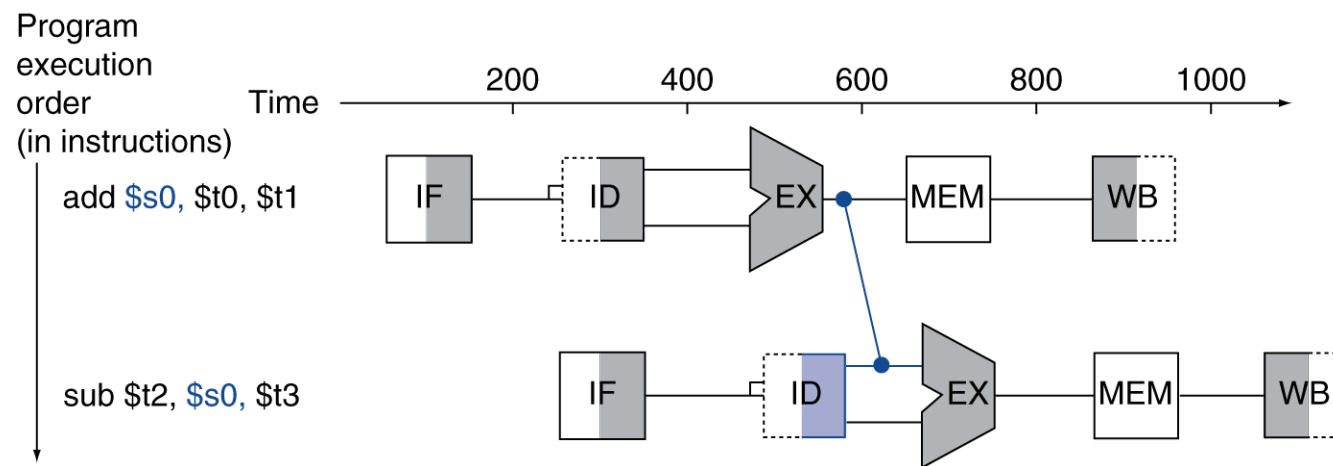 Program
execution
order
(in instructions)
Time
200 400 600 800 1000
add $s0, $t0, $t1
IF ID EX MEM WB
sub $t2, $s0, $t3
IF ID EX MEM WB